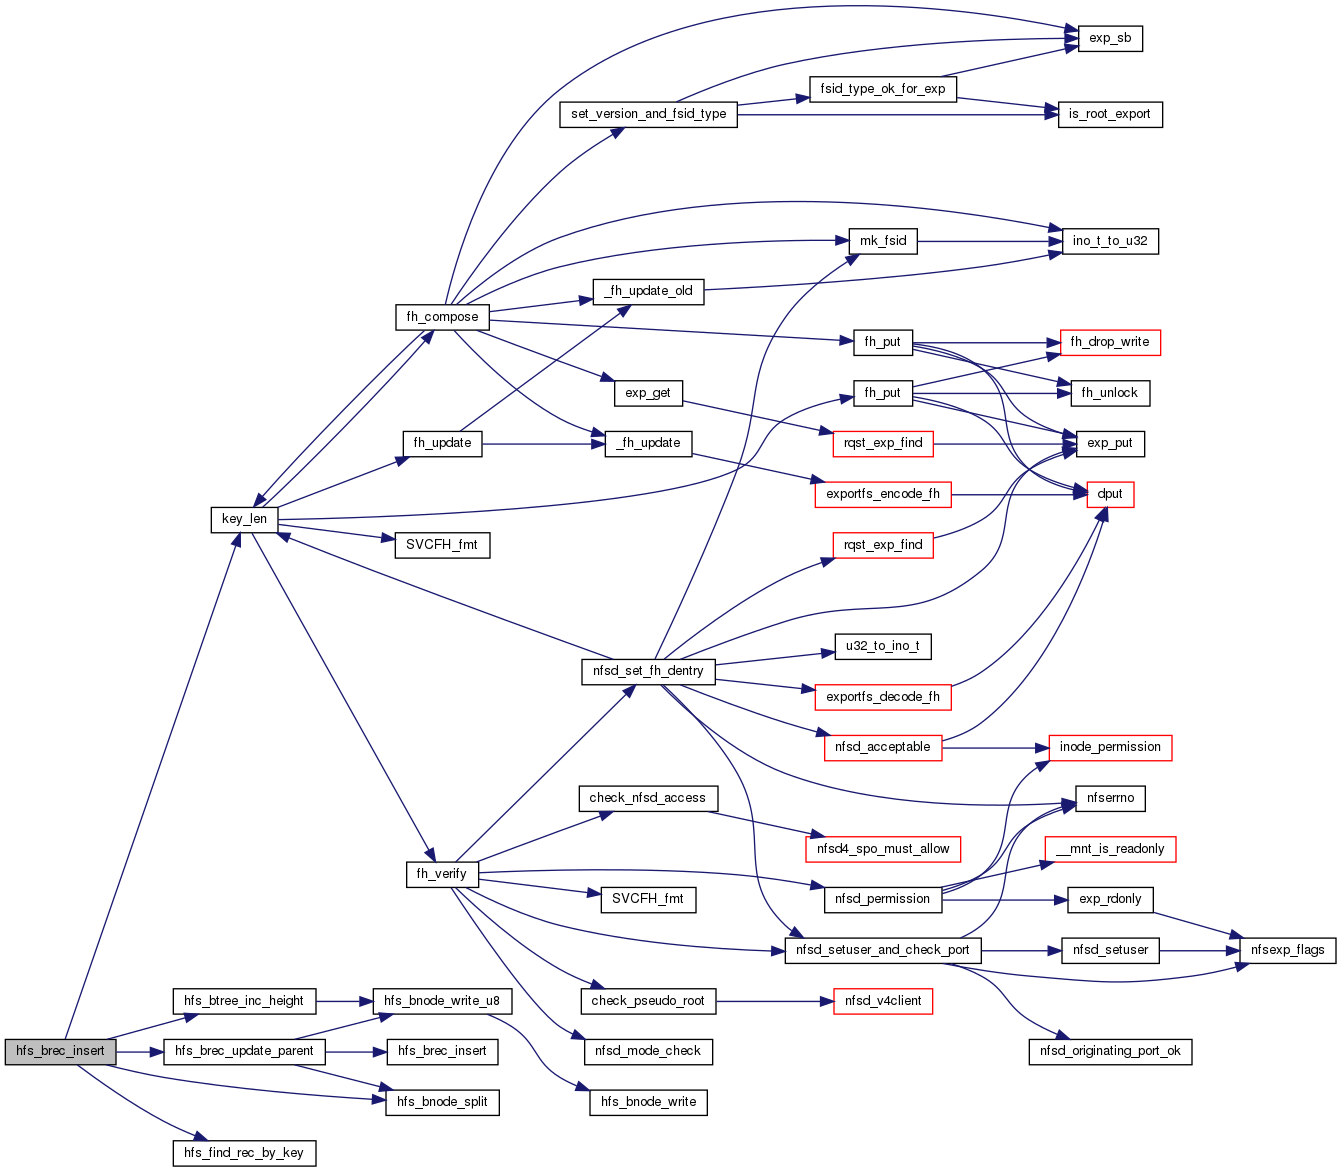 exp_sb
fsid_type_ok_for_exp
set_version_and_fsid_type
is_root_export
mk_fsid
ino_t_to_u32
_fh_update_old
fh_compose
fh_put
fh_drop_write
exp_get
fh_put
fh_unlock
fh_update
_fh_update
rqst_exp_find
exp_put
exportfs_encode_fh
dput
key_len
SVCFH_fmt
rqst_exp_find
u32_to_ino_t
nfsd_set_fh_dentry
exportfs_decode_fh
nfsd_acceptable
inode_permission
check_nfsd_access
nfserrno
nfsd4_spo_must_allow
__mnt_is_readonly
fh_verify
SVCFH_fmt
nfsd_permission
exp_rdonly
nfsd_setuser_and_check_port
nfsd_setuser
nfsexp_flags
hfs_btree_inc_height
hfs_bnode_write_u8
check_pseudo_root
nfsd_v4client
hfs_brec_insert
hfs_brec_update_parent
hfs_brec_insert
nfsd_mode_check
nfsd_originating_port_ok
hfs_bnode_split
hfs_bnode_write
hfs_find_rec_by_key